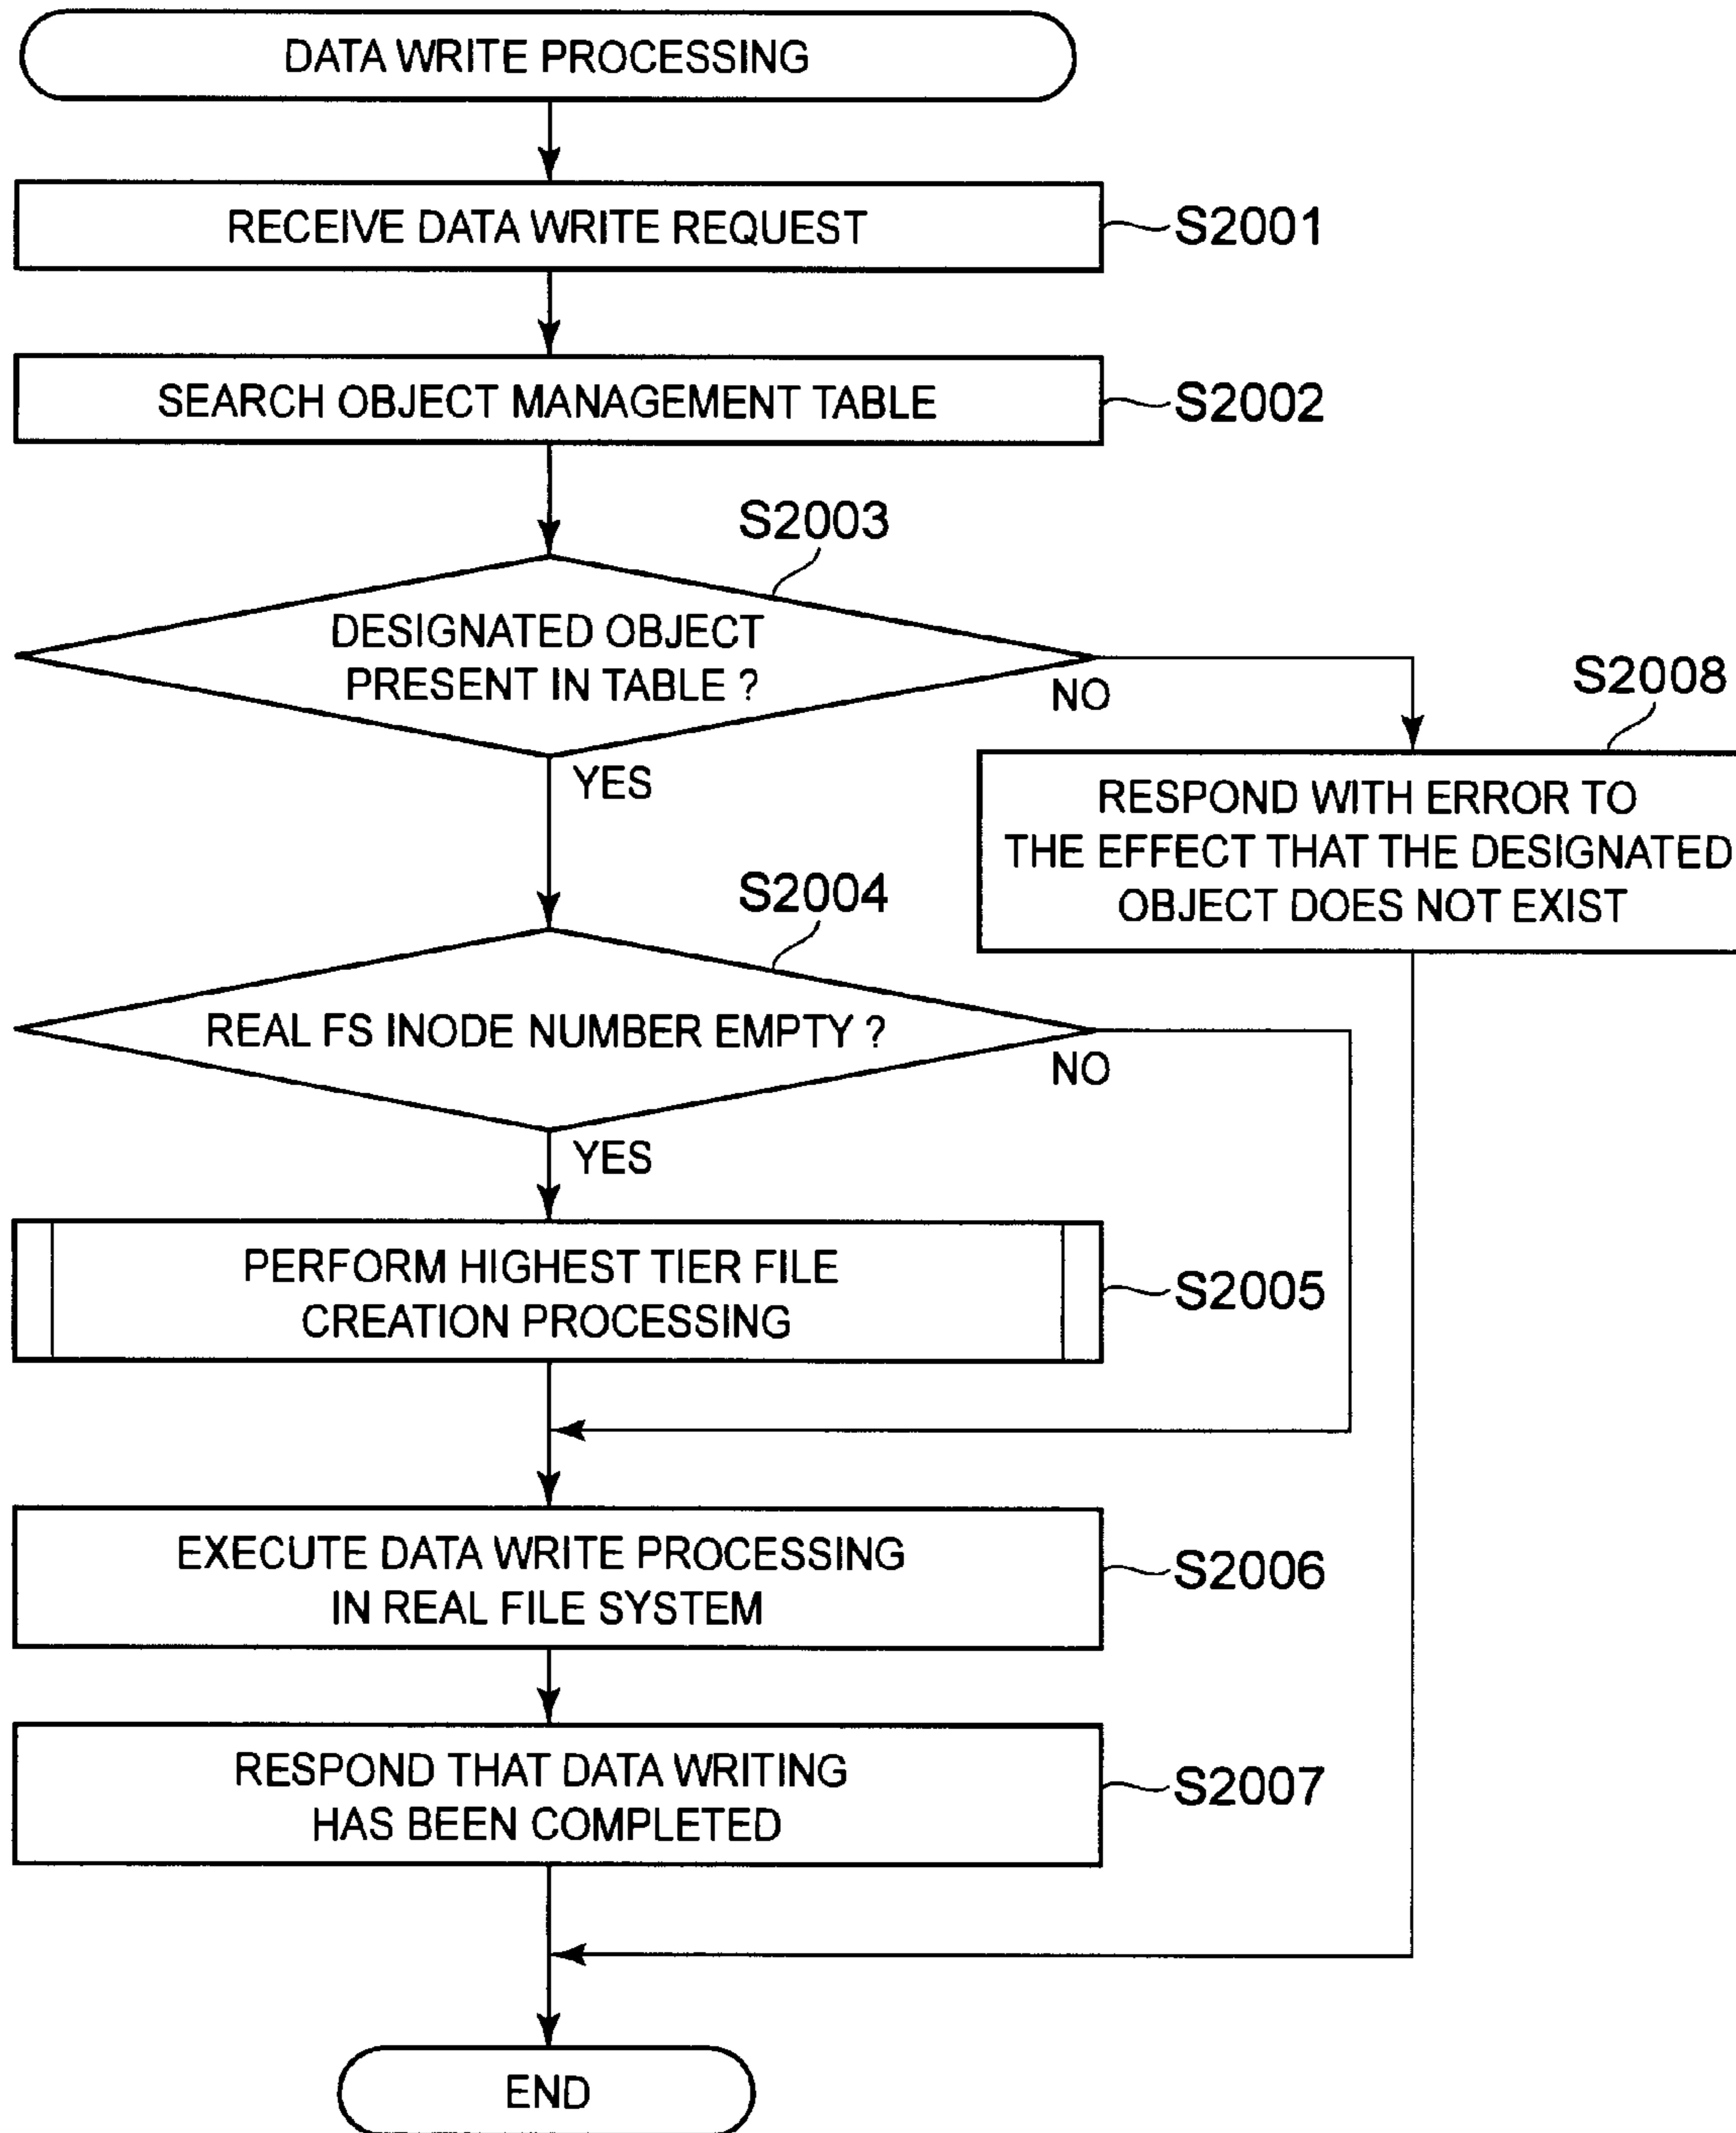 DATA WRITE PROCESSING
RECEIVE DATA WRITE REQUEST
S2001
SEARCH OBJECT MANAGEMENT TABLE
S2002
S2003
DESIGNATED OBJECT
PRESENT IN TABLE ?
NO
YES
S2008
RESPOND WITH ERROR TO
THE EFFECT THAT THE DESIGNATED
OBJECT DOES NOT EXIST
S2004
REAL FS INODE NUMBER EMPTY ?
NO
YES
PERFORM HIGHEST TIER FILE
CREATION PROCESSING
S2005
EXECUTE DATA WRITE PROCESSING
IN REAL FILE SYSTEM
S2006
RESPOND THAT DATA WRITING
HAS BEEN COMPLETED
S2007
END